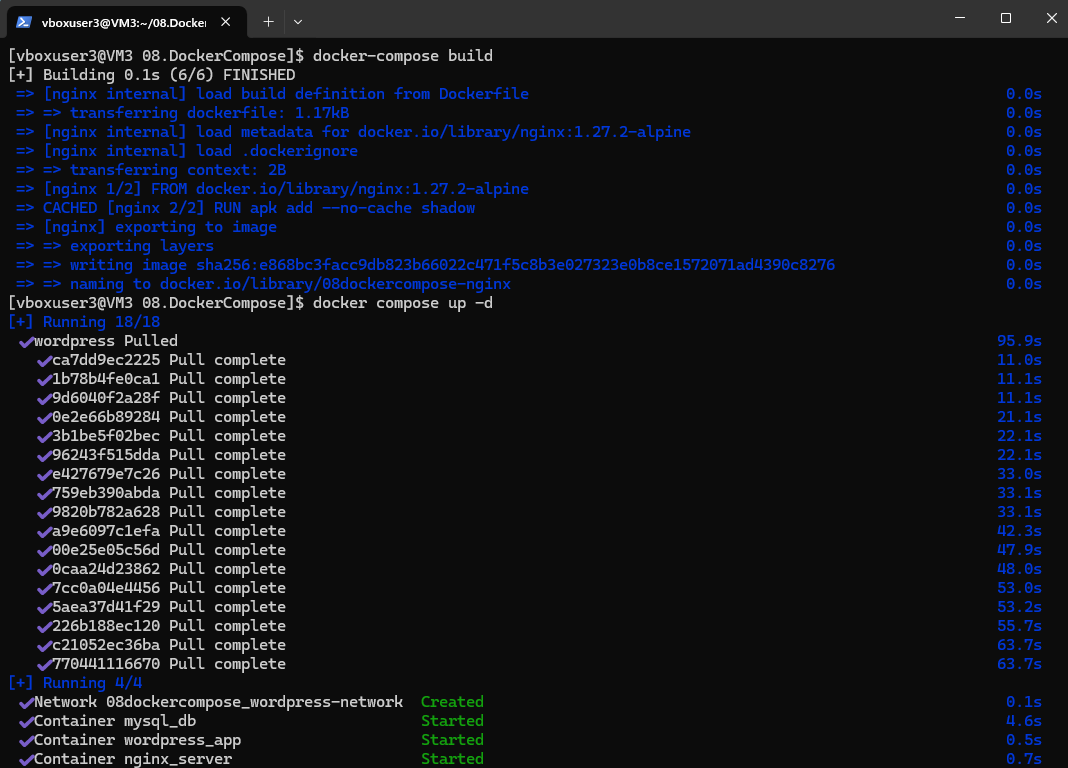 vboxuser3@VM3:~/08.Docker
[vboxuser3@VM3 08.DockerCompose]$ docker-compose build
[+] Building 0.1s (6/6) FINISHED
=> [nginx internal] load build definition from Dockerfile 0.0s
=> => transferring dockerfile: 1.17kB 0.0s
=> [nginx internal] load metadata for docker.io/library/nginx:1.27.2-alpine 0.0s
=> [nginx internal] load .dockerignore 0.0s
=> => transferring context: 2B 0.0s
=> [nginx 1/2] FROM docker.io/library/nginx:1.27.2-alpine 0.0s
=> CACHED [nginx 2/2] RUN apk add --no-cache shadow 0.0s
=> [nginx] exporting to image 0.0s
=> => exporting layers 0.0s
=> => writing image sha256:e868bc3facc9db823b66022c471f5c8b3e027323e0b8ce1572071ad4390c8276 0.0s
=> => naming to docker.io/library/08dockercompose-nginx 0.0s
[vboxuser3@VM3 08.DockerCompose]$ docker compose up -d
[+] Running 18/18
✔wordpress Pulled 95.9s
✔ca7dd9ec2225 Pull complete 11.0s
✔1b78b4fe0ca1 Pull complete 11.1s
✔9d6040f2a28f Pull complete 11.1s
✔0e2e66b89284 Pull complete 21.1s
✔3b1be5f02bec Pull complete 22.1s
✔96243f515dda Pull complete 22.1s
✔e427679e7c26 Pull complete 33.0s
✔759eb390abda Pull complete 33.1s
✔9820b782a628 Pull complete 33.1s
✔a9e6097c1efa Pull complete 42.3s
✔00e25e05c56d Pull complete 47.9s
✔0caa24d23862 Pull complete 48.0s
✔7cc0a04e4456 Pull complete 53.0s
✔5aea37d41f29 Pull complete 53.2s
✔226b188ec120 Pull complete 55.7s
✔c21052ec36ba Pull complete 63.7s
✔770441116670 Pull complete 63.7s
[+] Running 4/4
✔Network 08dockercompose_wordpress-network Created 0.1s
✔Container mysql_db Started 4.6s
✔Container wordpress_app Started 0.5s
✔Container nginx_server Started 0.7s